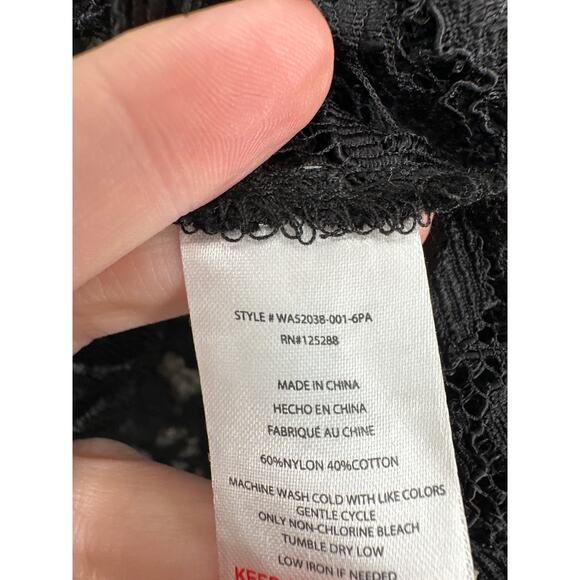 STYLE # WAS2038-001-6PA
RN#125288
MADE IN CHINA
HECHO EN CHINA
FABRIQUÉ AU CHINE
60%NYLON 40%COTTON
MACHINE WASH COLD WITH LIKE COLORS
GENTLE CYCLE
ONLY NON-CHLORINE BLEACH
TUMBLE DRY LOW
LOW IRON IF NEEDED